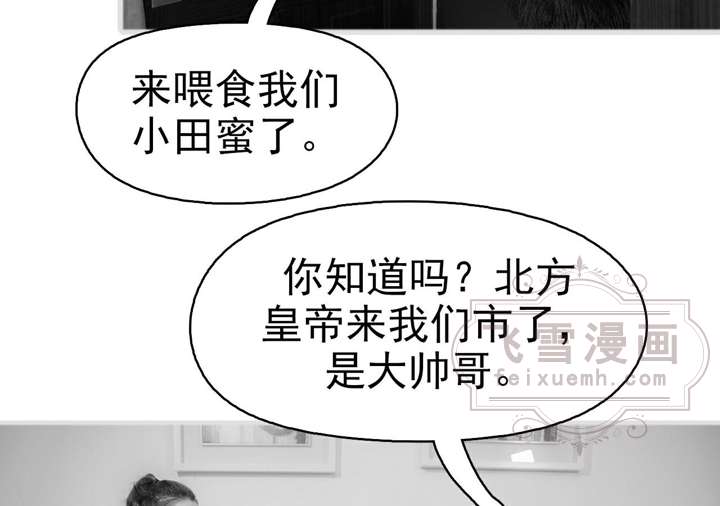 来喂食我们
小田蜜了。
你知道吗？北方
皇帝来我们市了，
是大帅哥。
飞雪漫画
feixuemh.com